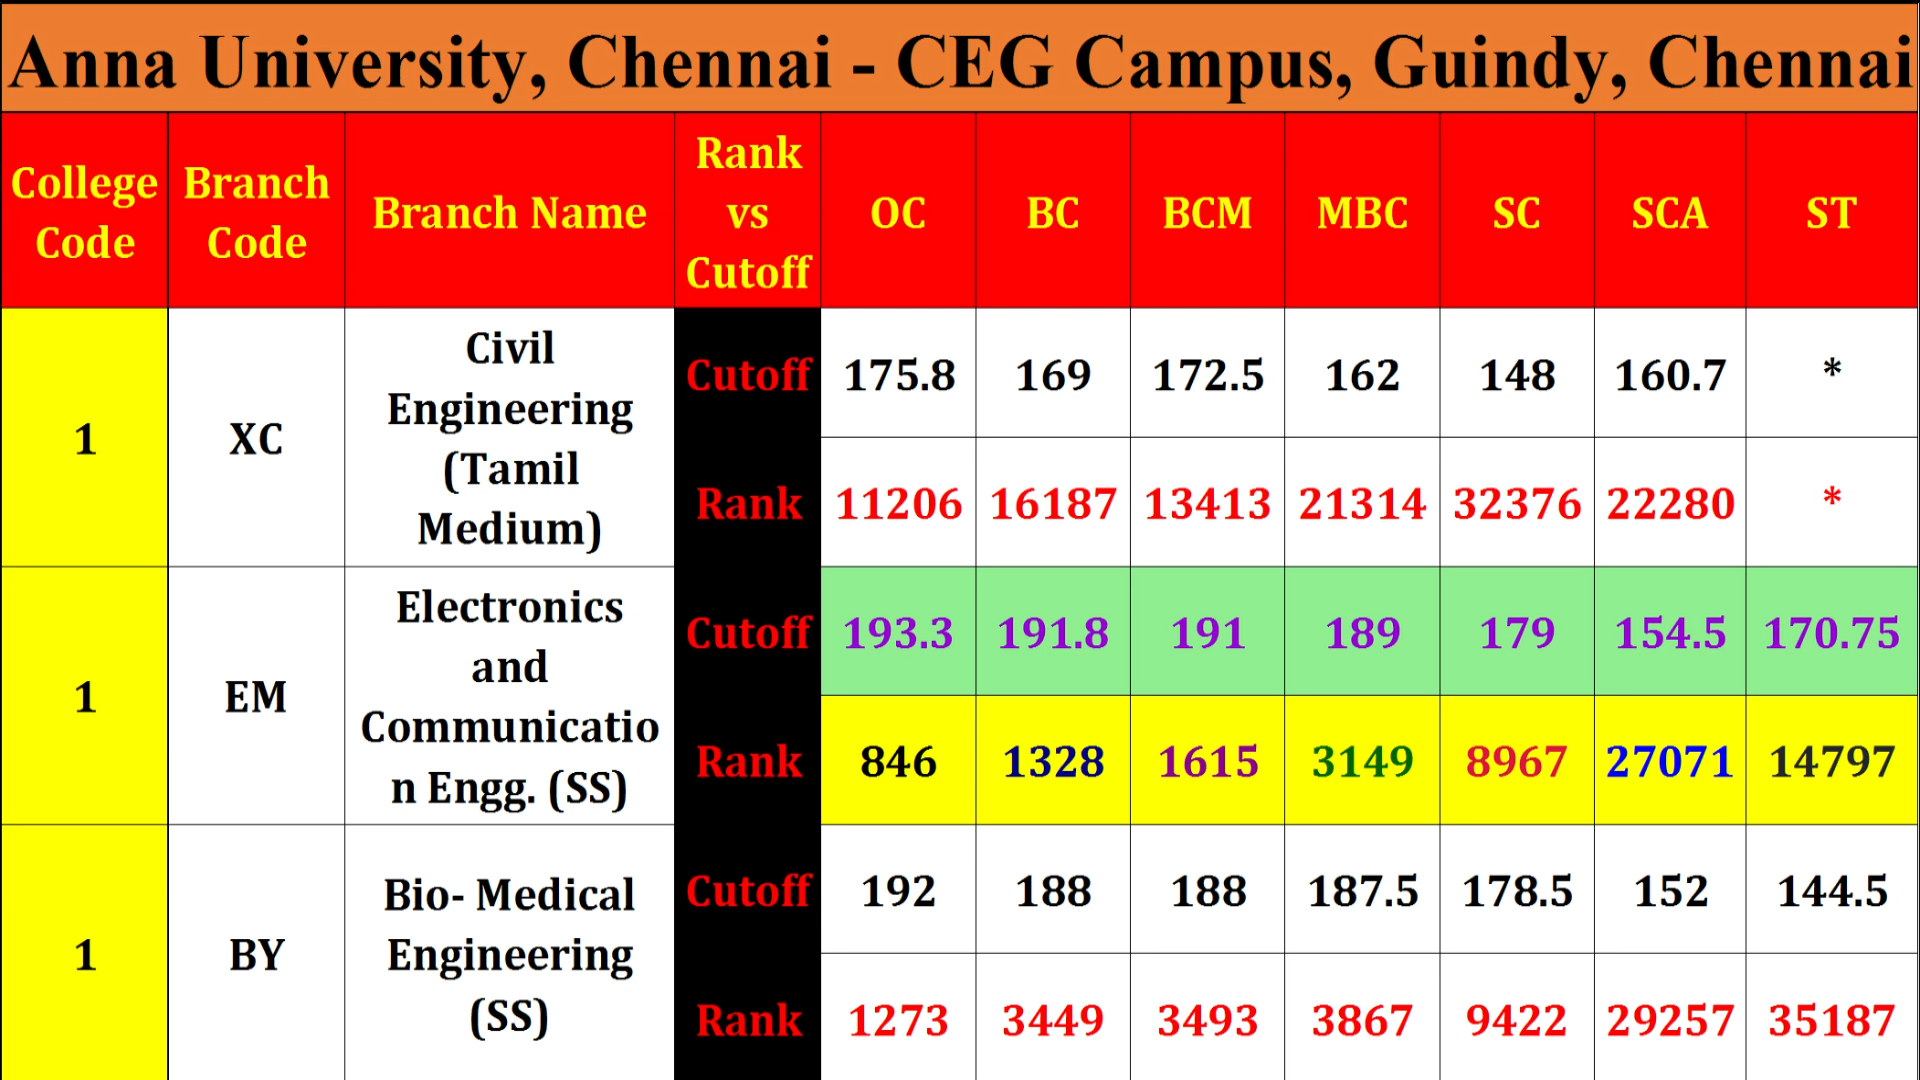 Anna University, Chennai - CEG Campus, Guindy, Chennai
College Code Branch Code Branch Name Rank vs Cutoff OC BC BCM MBC SC SCA ST
1 XC Civil Engineering (Tamil Medium) Cutoff 175.8 169 172.5 162 148 160.7 *
Rank 11206 16187 13413 21314 32376 22280 *
1 EM Electronics and Communication Engg. (SS) Cutoff 193.3 191.8 191 189 179 154.5 170.75
Rank 846 1328 1615 3149 8967 27071 14797
1 BY Bio- Medical Engineering (SS) Cutoff 192 188 188 187.5 178.5 152 144.5
Rank 1273 3449 3493 3867 9422 29257 35187